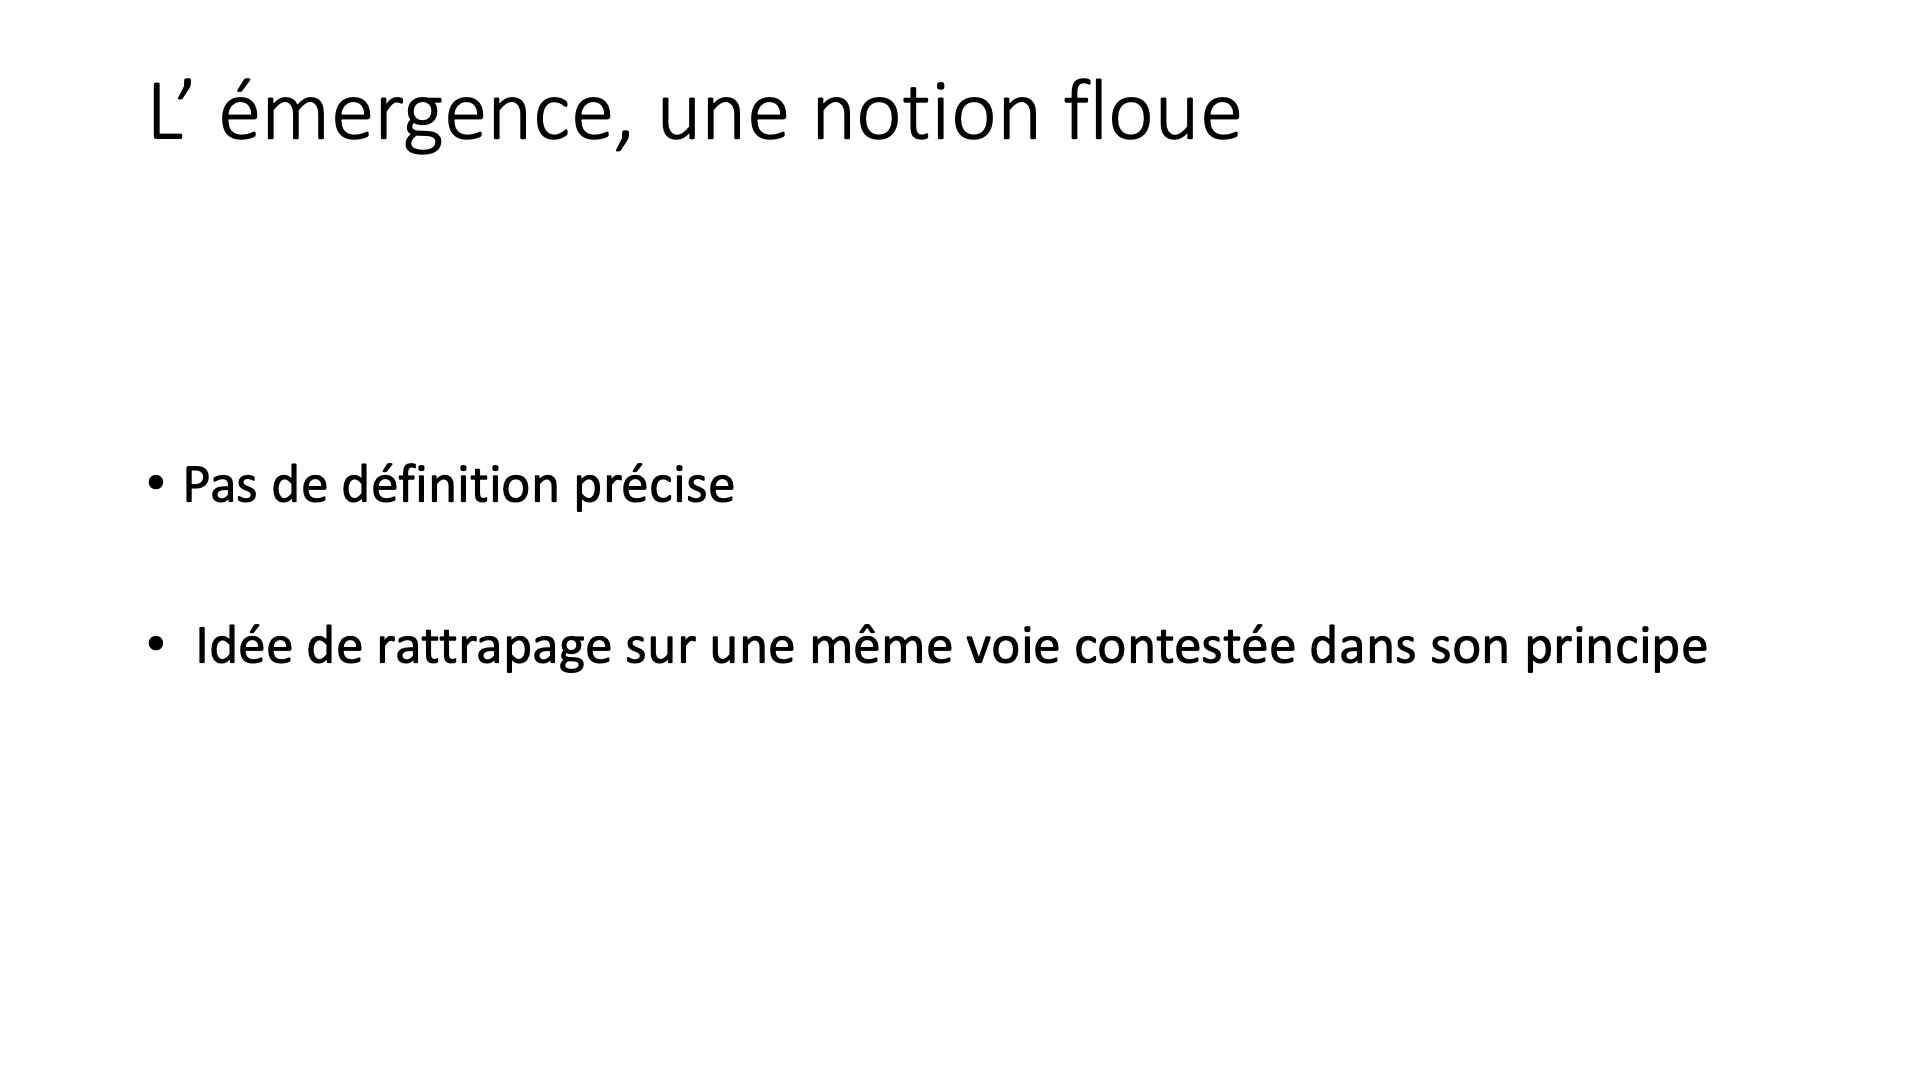 L’ émergence, une notion floue
• Pas de définition précise
• Idée de rattrapage sur une même voie contestée dans son principe